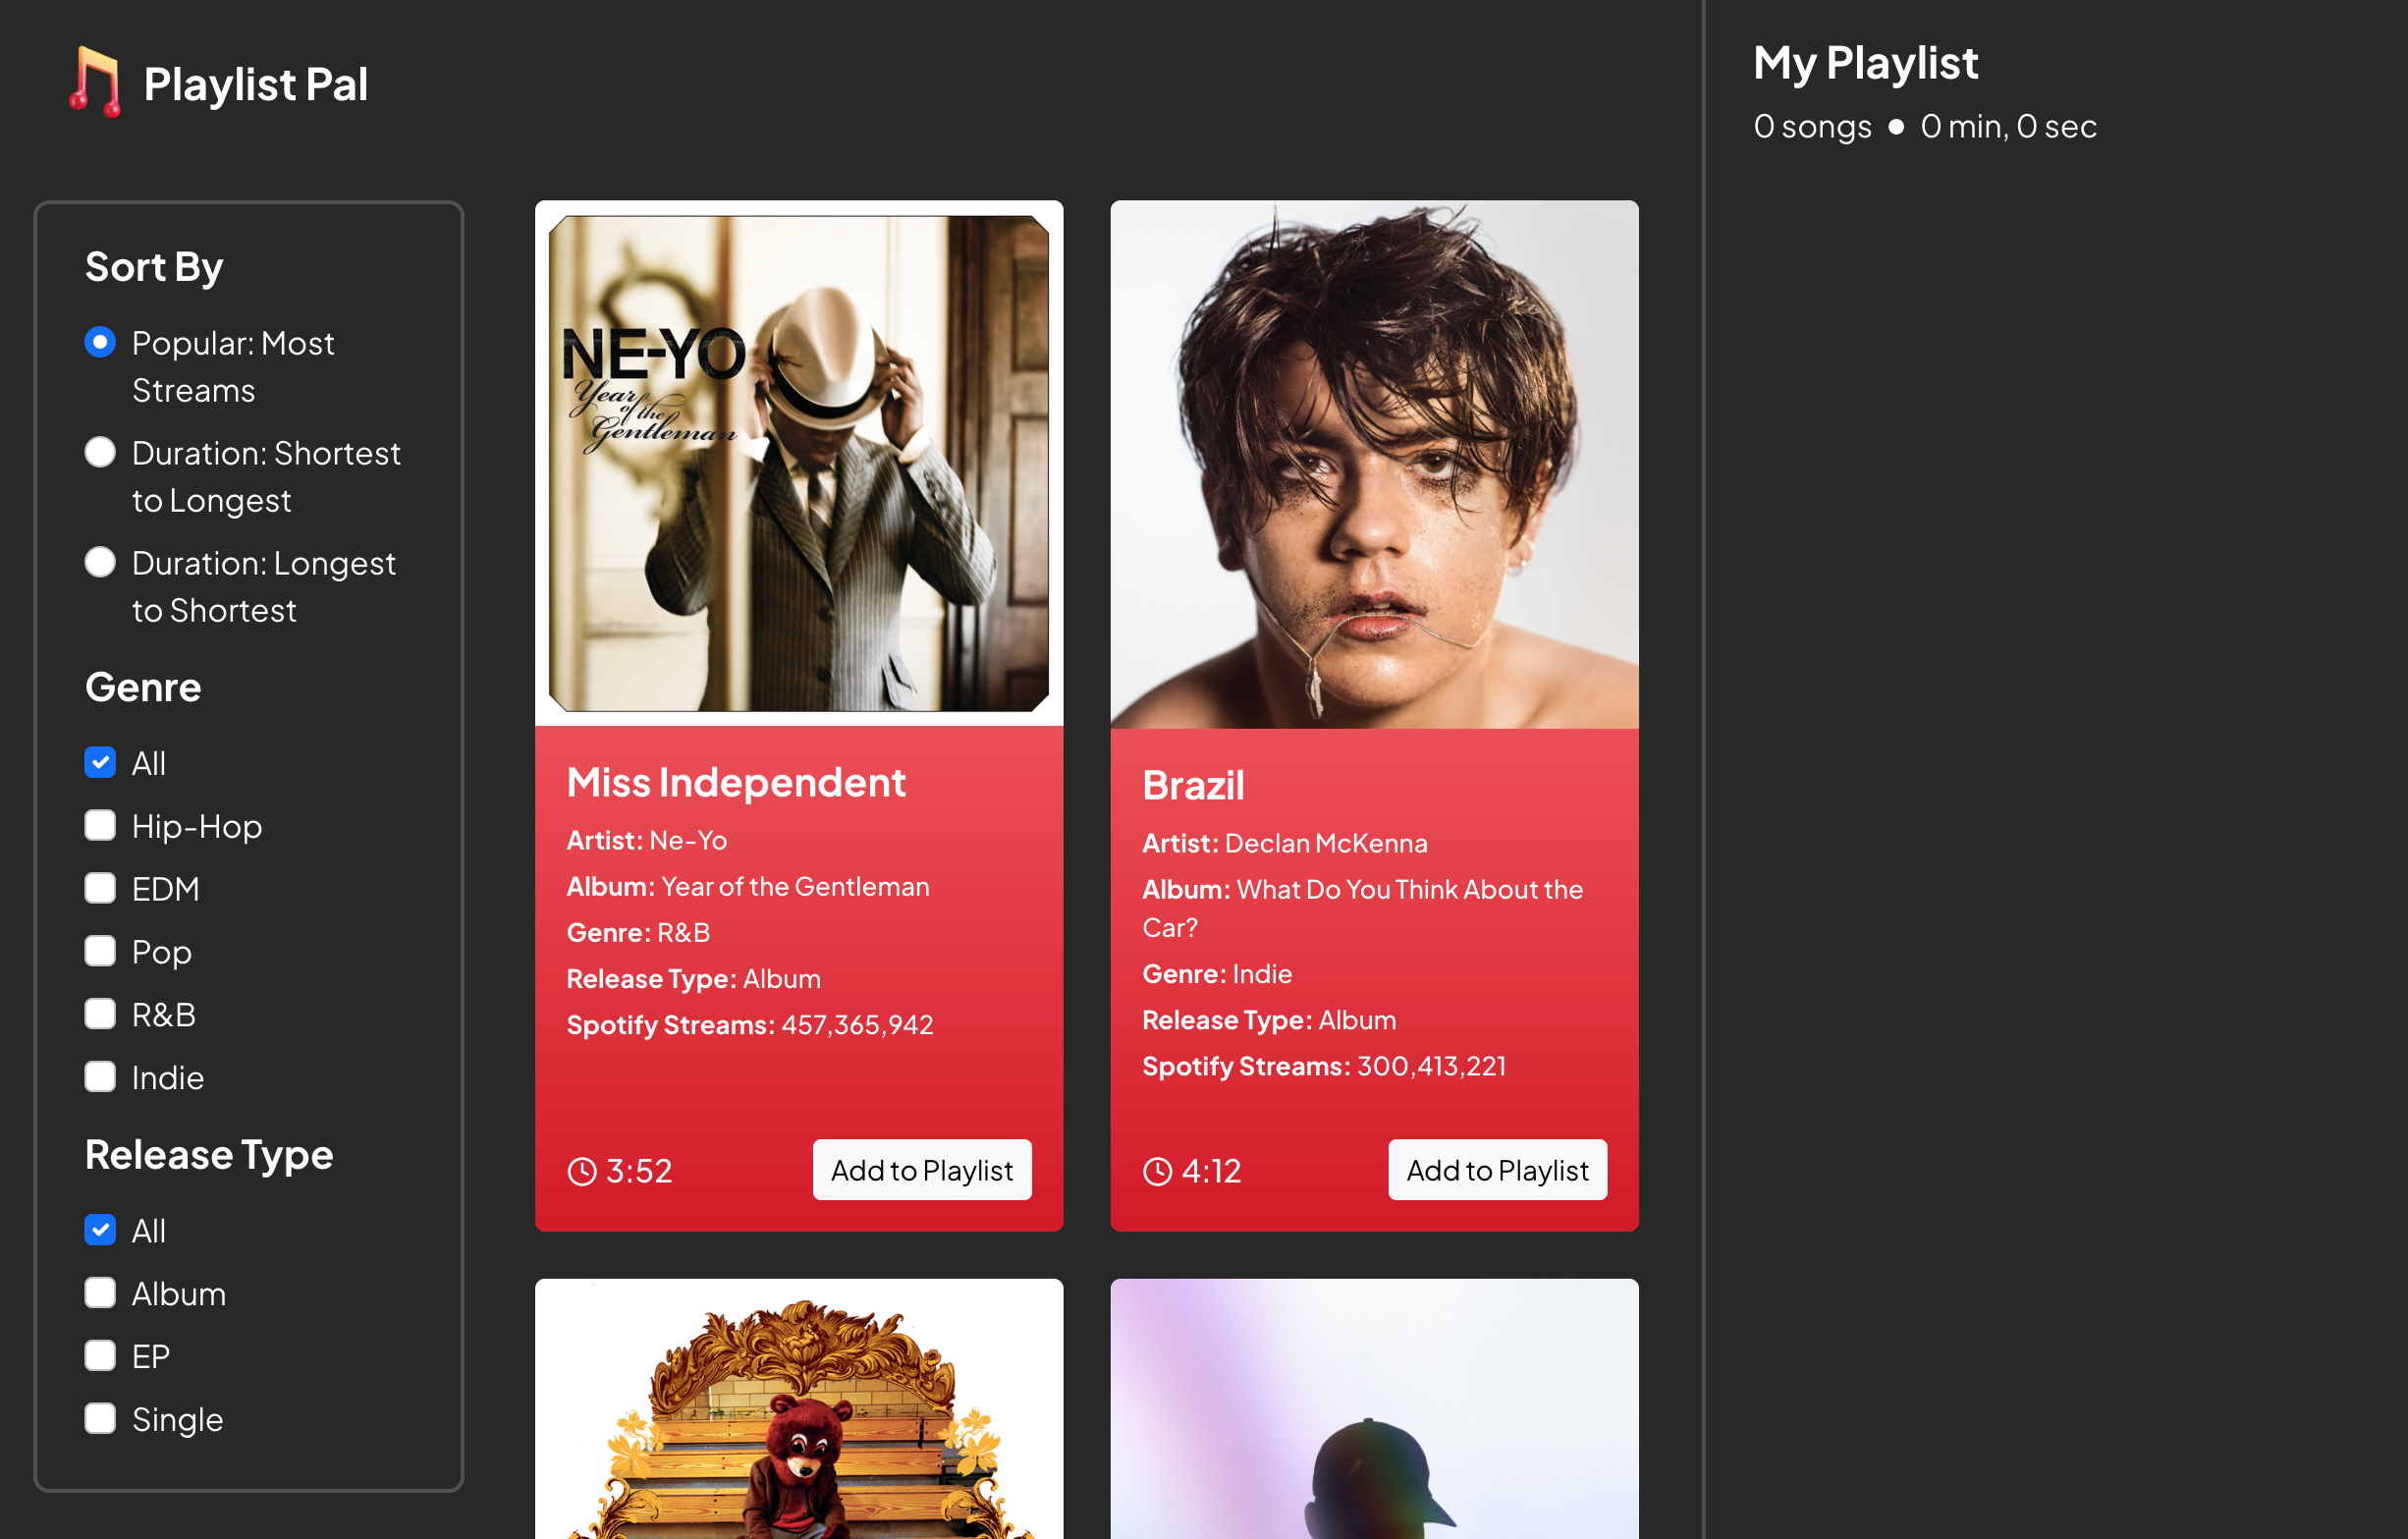 Playlist Pal
My Playlist
0 songs ● 0 min, 0 sec
Sort By
Popular: Most
Streams
Duration: Shortest
to Longest
Duration: Longest
to Shortest
Genre
All
Hip-Hop
EDM
Pop
R&B
Indie
Release Type
All
Album
EP
Single
NE-YO
Year
of the
Gentleman
Miss Independent
Artist: Ne-Yo
Album: Year of the Gentleman
Genre: R&B
Release Type: Album
Spotify Streams: 457,365,942
3:52
Add to Playlist
Brazil
Artist: Declan McKenna
Album: What Do You Think About the
Car?
Genre: Indie
Release Type: Album
Spotify Streams: 300,413,221
4:12
Add to Playlist